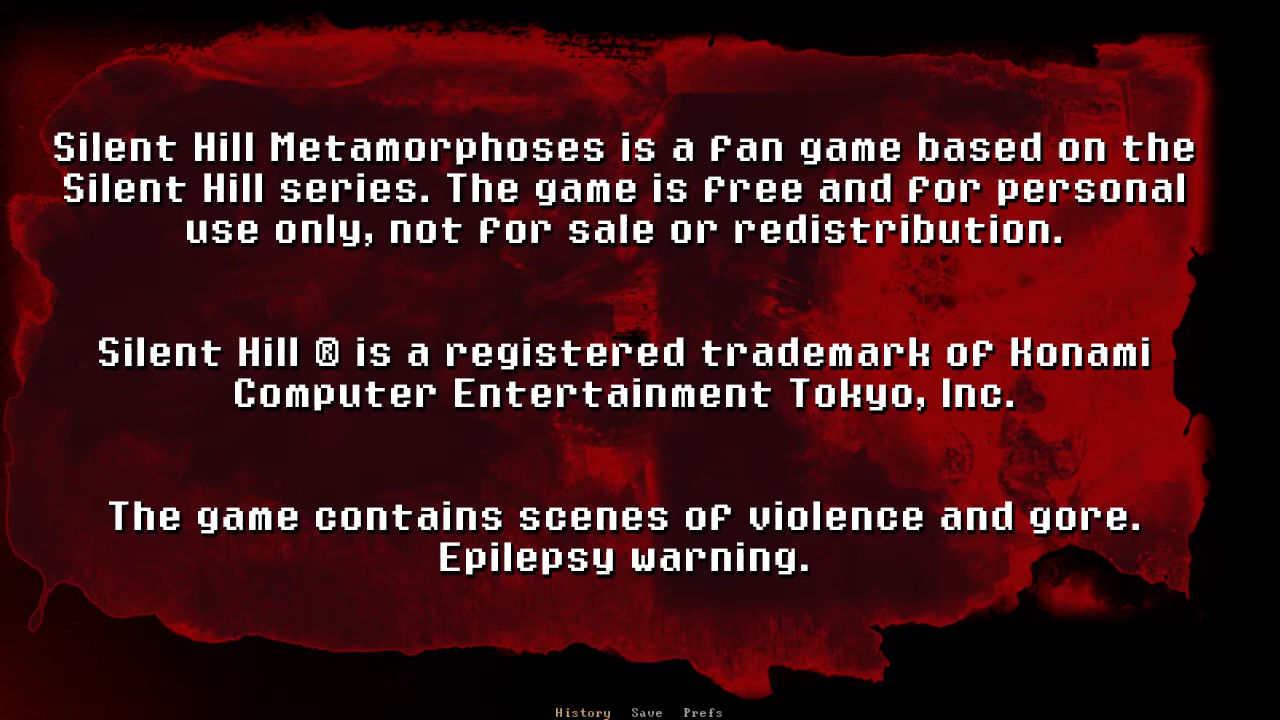 Silent Hill Metamorphoses is a fan game based on the
Silent Hill series. The game is free and for personal
use only, not for sale or redistribution.
Silent Hill ® is a registered trademark of Konami
Computer Entertainment Tokyo, Inc.
The game contains scenes of violence and gore.
Epilepsy warning.
History Save Prefs